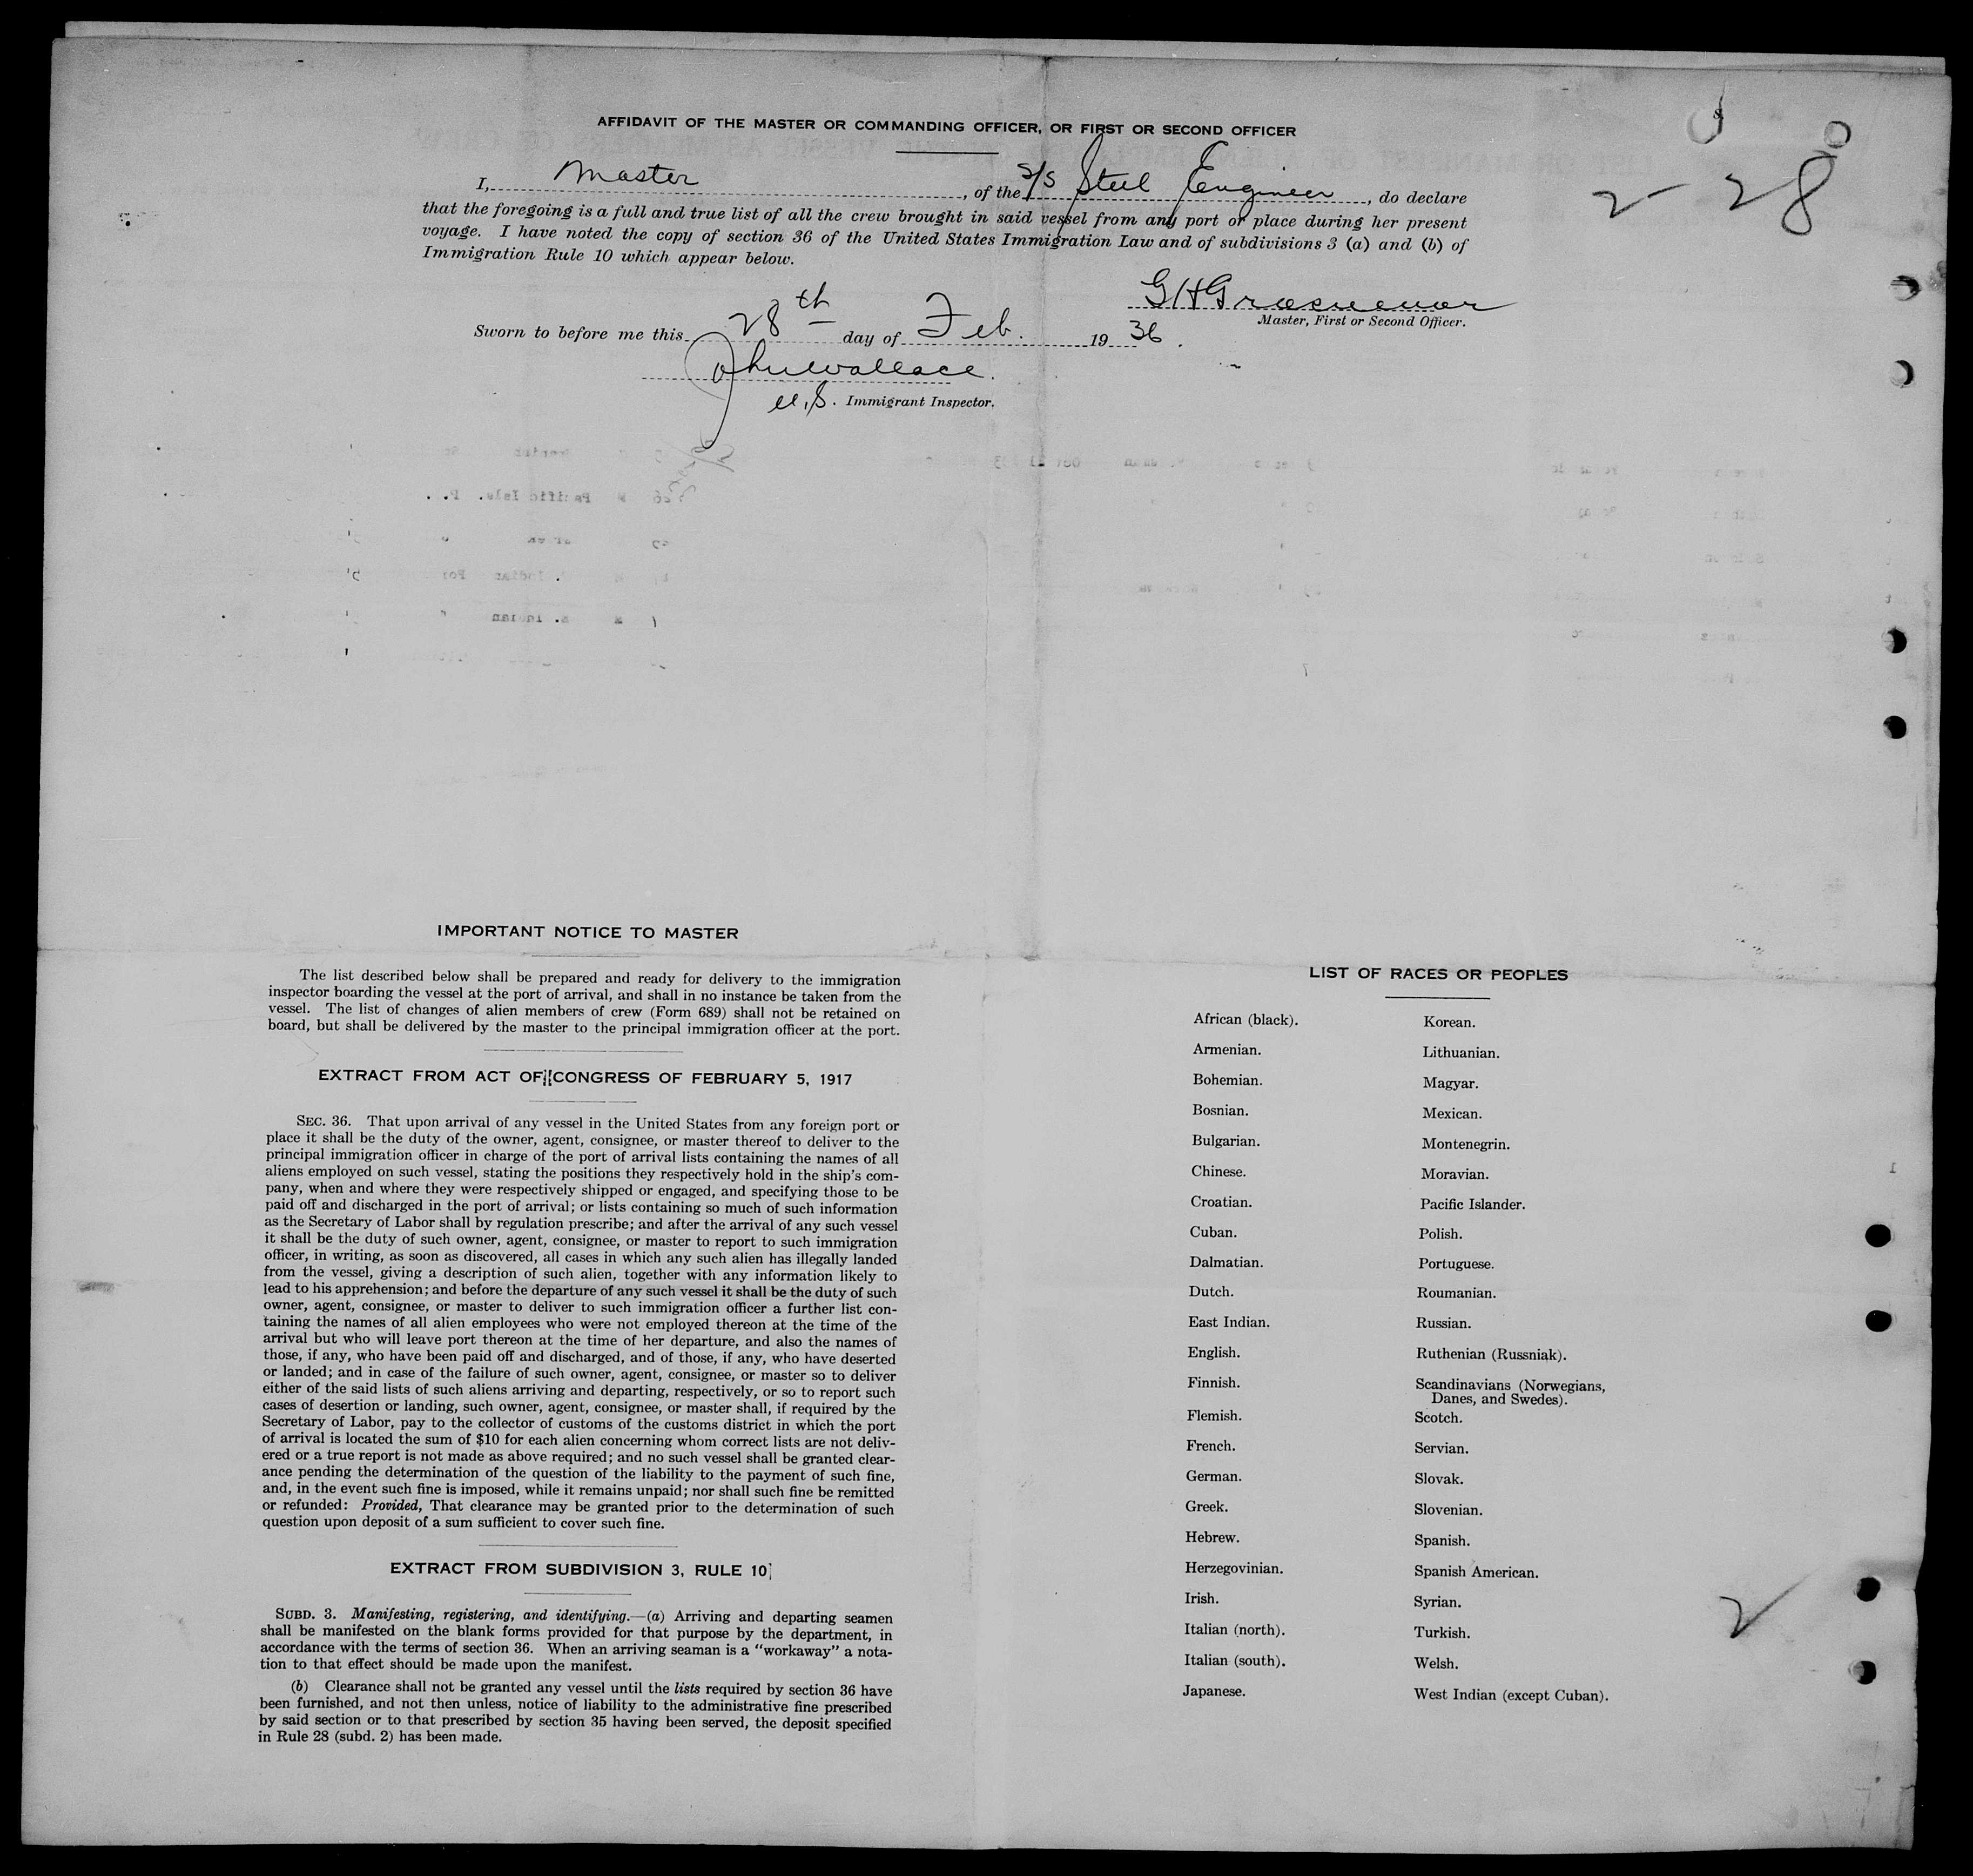 AFFIDAVIT OF THE MASTER OR COMMANDING OFFICER, OR FIRST OR SECOND OFFICER
2 - 28
I, Master, of the S/S Steel Engineer, do declare
that the foregoing is a full and true list of all the crew brought in said vessel from any port or place during her present
voyage. I have noted the copy of section 36 of the United States Immigration Law and of subdivisions 3 (a) and (b) of
Immigration Rule 10 which appear below.
G H Grosvenor
Master, First or Second Officer.
Sworn to before me this 28th day of Feb. 1936.
John Wallace.
U.S. Immigrant Inspector.
IMPORTANT NOTICE TO MASTER
The list described below shall be prepared and ready for delivery to the immigration
inspector boarding the vessel at the port of arrival, and shall in no instance be taken from the
vessel. The list of changes of alien members of crew (Form 689) shall not be retained on
board, but shall be delivered by the master to the principal immigration officer at the port.
EXTRACT FROM ACT OF CONGRESS OF FEBRUARY 5, 1917
SEC. 36. That upon arrival of any vessel in the United States from any foreign port or
place it shall be the duty of the owner, agent, consignee, or master thereof to deliver to the
principal immigration officer in charge of the port of arrival lists containing the names of all
aliens employed on such vessel, stating the positions they respectively hold in the ship's com-
pany, when and where they were respectively shipped or engaged, and specifying those to be
paid off and discharged in the port of arrival; or lists containing so much of such information
as the Secretary of Labor shall by regulation prescribe; and after the arrival of any such vessel
it shall be the duty of such owner, agent, consignee, or master to report to such immigration
officer, in writing, as soon as discovered, all cases in which any such alien has illegally landed
from the vessel, giving a description of such alien, together with any information likely to
lead to his apprehension; and before the departure of any such vessel it shall be the duty of such
owner, agent, consignee, or master to deliver to such immigration officer a further list con-
taining the names of all alien employees who were not employed thereon at the time of the
arrival but who will leave port thereon at the time of her departure, and also the names of
those, if any, who have been paid off and discharged, and of those, if any, who have deserted
or landed; and in case of the failure of such owner, agent, consignee, or master so to deliver
either of the said lists of such aliens arriving and departing, respectively, or so to report such
cases of desertion or landing, such owner, agent, consignee, or master shall, if required by the
Secretary of Labor, pay to the collector of customs of the customs district in which the port
of arrival is located the sum of $10 for each alien concerning whom correct lists are not deliv-
ered or a true report is not made as above required; and no such vessel shall be granted clear-
ance pending the determination of the question of the liability to the payment of such fine,
and, in the event such fine is imposed, while it remains unpaid; nor shall such fine be remitted
or refunded: Provided, That clearance may be granted prior to the determination of such
question upon deposit of a sum sufficient to cover such fine.
EXTRACT FROM SUBDIVISION 3, RULE 10
SUBD. 3. Manifesting, registering, and identifying.—(a) Arriving and departing seamen
shall be manifested on the blank forms provided for that purpose by the department, in
accordance with the terms of section 36. When an arriving seaman is a "workaway" a nota-
tion to that effect should be made upon the manifest.
(b) Clearance shall not be granted any vessel until the lists required by section 36 have
been furnished, and not then unless, notice of liability to the administrative fine prescribed
by said section or to that prescribed by section 35 having been served, the deposit specified
in Rule 28 (subd. 2) has been made.
LIST OF RACES OR PEOPLES
African (black).
Armenian.
Bohemian.
Bosnian.
Bulgarian.
Chinese.
Croatian.
Cuban.
Dalmatian.
Dutch.
East Indian.
English.
Finnish.
Flemish.
French.
German.
Greek.
Hebrew.
Herzegovinian.
Irish.
Italian (north).
Italian (south).
Japanese.
Korean.
Lithuanian.
Magyar.
Mexican.
Montenegrin.
Moravian.
Pacific Islander.
Polish.
Portuguese.
Roumanian.
Russian.
Ruthenian (Russniak).
Scandinavians (Norwegians,
Danes, and Swedes).
Scotch.
Servian.
Slovak.
Slovenian.
Spanish.
Spanish American.
Syrian.
Turkish.
Welsh.
West Indian (except Cuban).